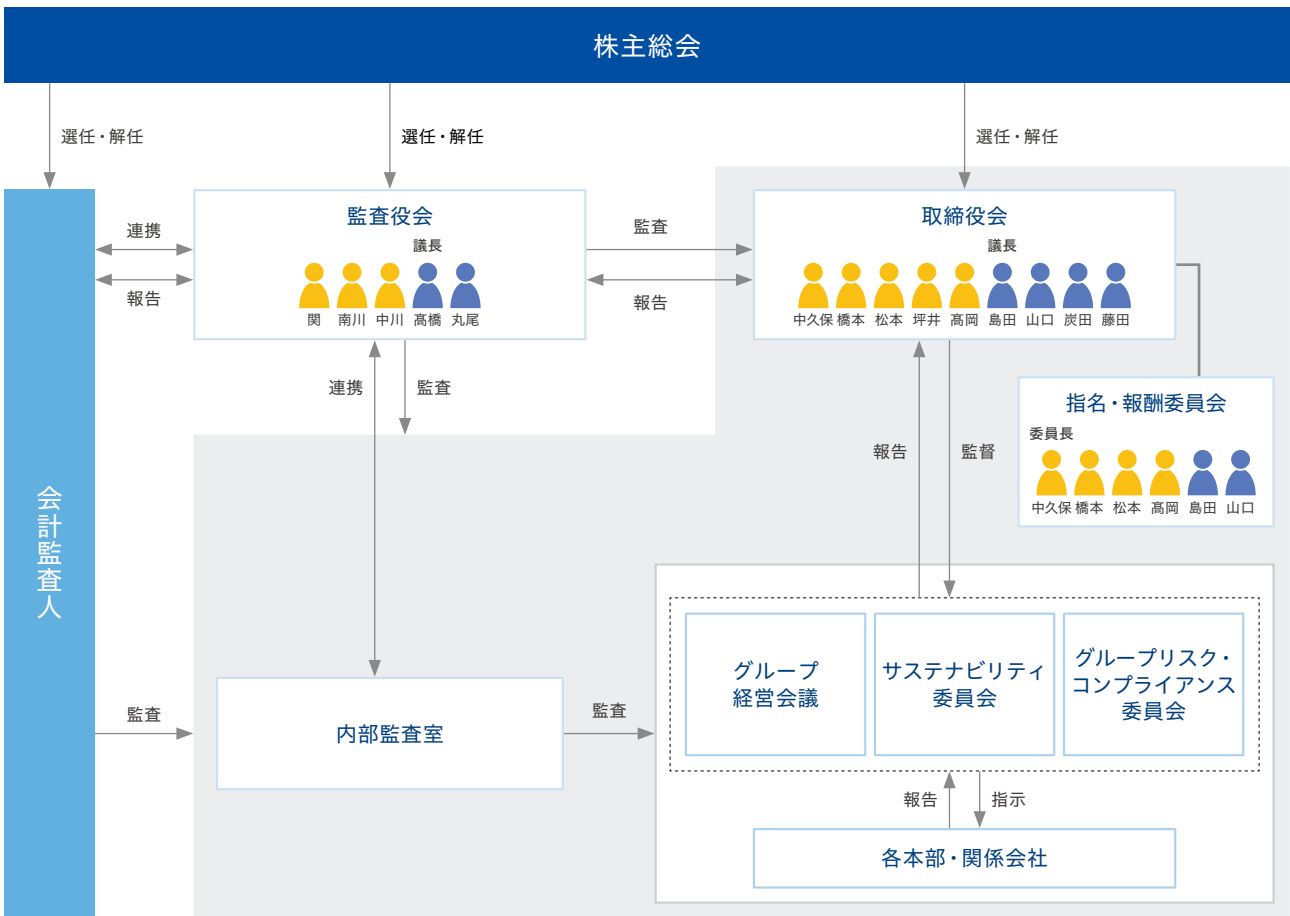 株主総会
選任・解任
選任・解任
選任・解任
監査役会
議長
関 南川 中川 髙橋 丸尾
連携
報告
監査
報告
取締役会
議長
中久保 橋本 松本 坪井 髙岡 島田 山口 炭田 藤田
連携
監査
指名・報酬委員会
委員長
中久保 橋本 松本 髙岡 島田 山口
報告
監督
会計監査人
監査
内部監査室
監査
グループ
経営会議
サステナビリティ
委員会
グループリスク・
コンプライアンス
委員会
報告
指示
各本部・関係会社